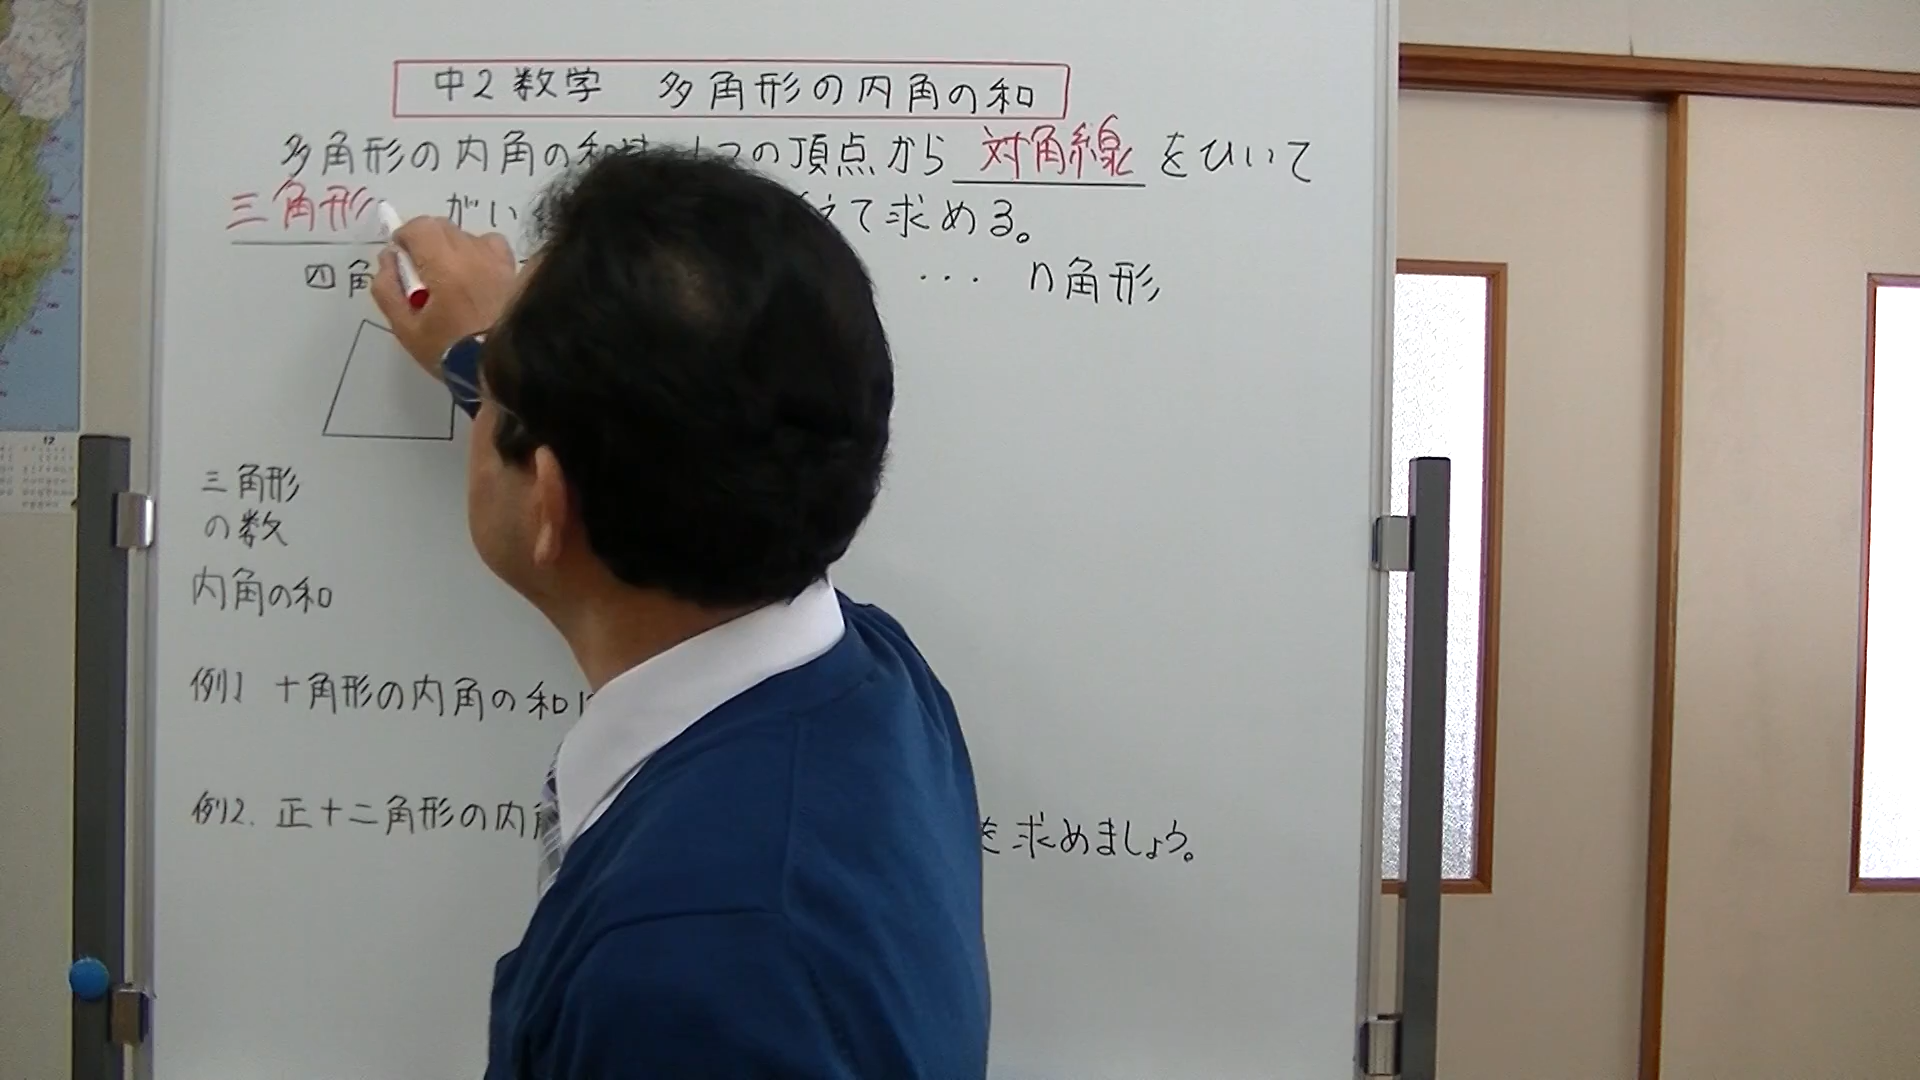 中2数学 多角形の内角の和
多角形の内角の和は の頂点から 対角線 をひいて
三角形 がい えて求める。
四角 ・・・ n角形
三角形
の数
内角の和
例1 十角形の内角の和は
例2. 正十二角形の内角 を求めましょう。
12